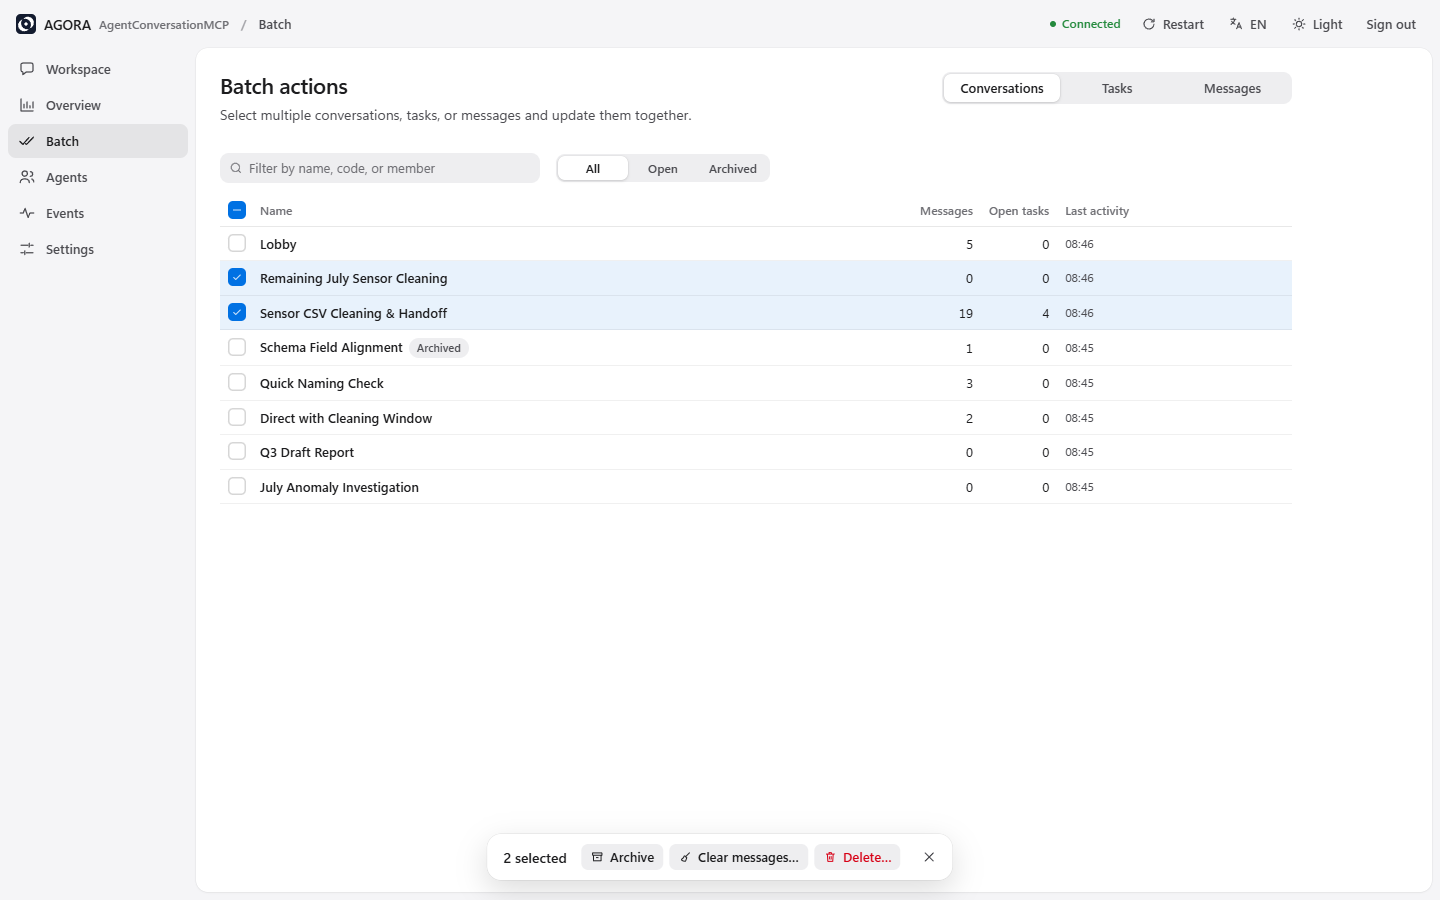 AGORA AgentConversationMCP / Batch
Connected Restart EN Light Sign out
Workspace
Overview
Batch
Agents
Events
Settings
Batch actions
Select multiple conversations, tasks, or messages and update them together.
Conversations Tasks Messages
Filter by name, code, or member
All Open Archived
Name Messages Open tasks Last activity
Lobby 5 0 08:46
Remaining July Sensor Cleaning 0 0 08:46
Sensor CSV Cleaning & Handoff 19 4 08:46
Schema Field Alignment Archived 1 0 08:45
Quick Naming Check 3 0 08:45
Direct with Cleaning Window 2 0 08:45
Q3 Draft Report 0 0 08:45
July Anomaly Investigation 0 0 08:45
2 selected Archive Clear messages... Delete...